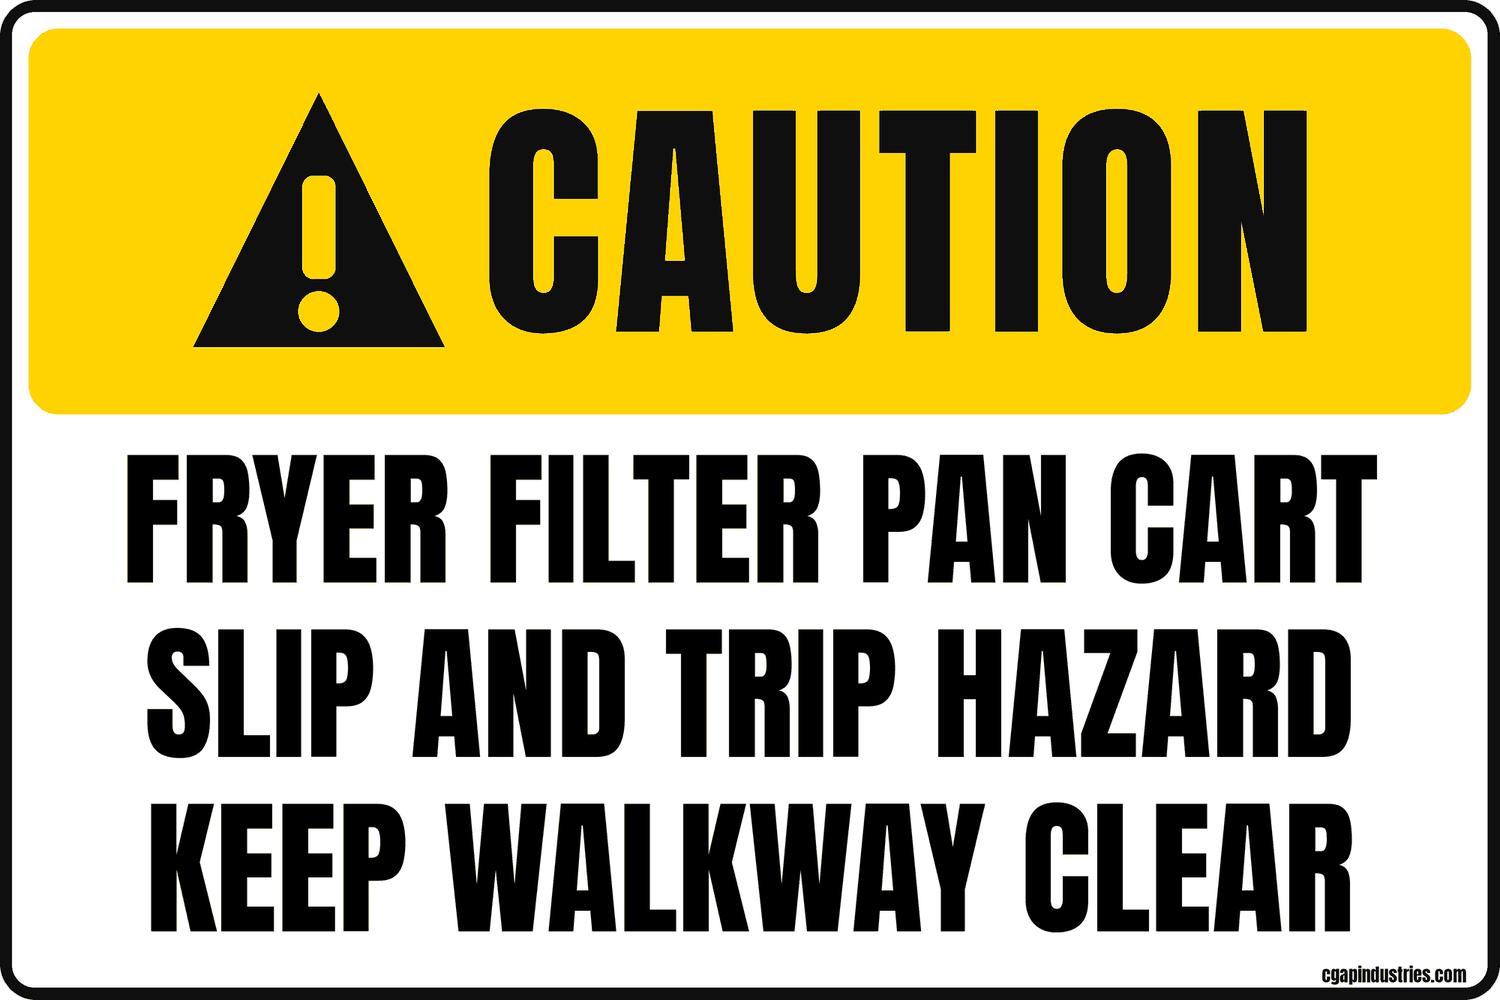 CAUTION
FRYER FILTER PAN CART
SLIP AND TRIP HAZARD
KEEP WALKWAY CLEAR
cgapindustries.com